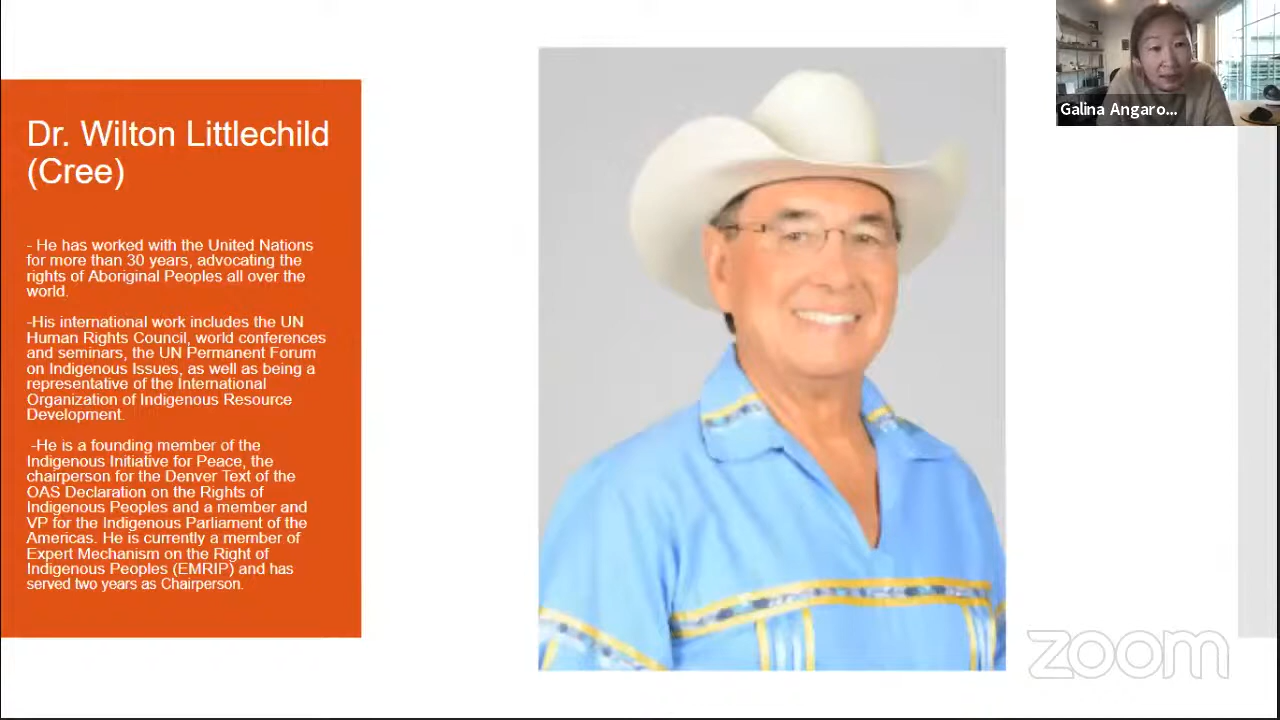 Dr. Wilton Littlechild
(Cree)
- He has worked with the United Nations
for more than 30 years, advocating the
rights of Aboriginal Peoples all over the
world.
-His international work includes the UN
Human Rights Council, world conferences
and seminars, the UN Permanent Forum
on Indigenous Issues, as well as being a
representative of the International
Organization of Indigenous Resource
Development.
-He is a founding member of the
Indigenous Initiative for Peace, the
chairperson for the Denver Text of the
OAS Declaration on the Rights of
Indigenous Peoples and a member and
VP for the Indigenous Parliament of the
Americas. He is currently a member of
Expert Mechanism on the Right of
Indigenous Peoples (EMRIP) and has
served two years as Chairperson.
Galina Angaro...
zoom